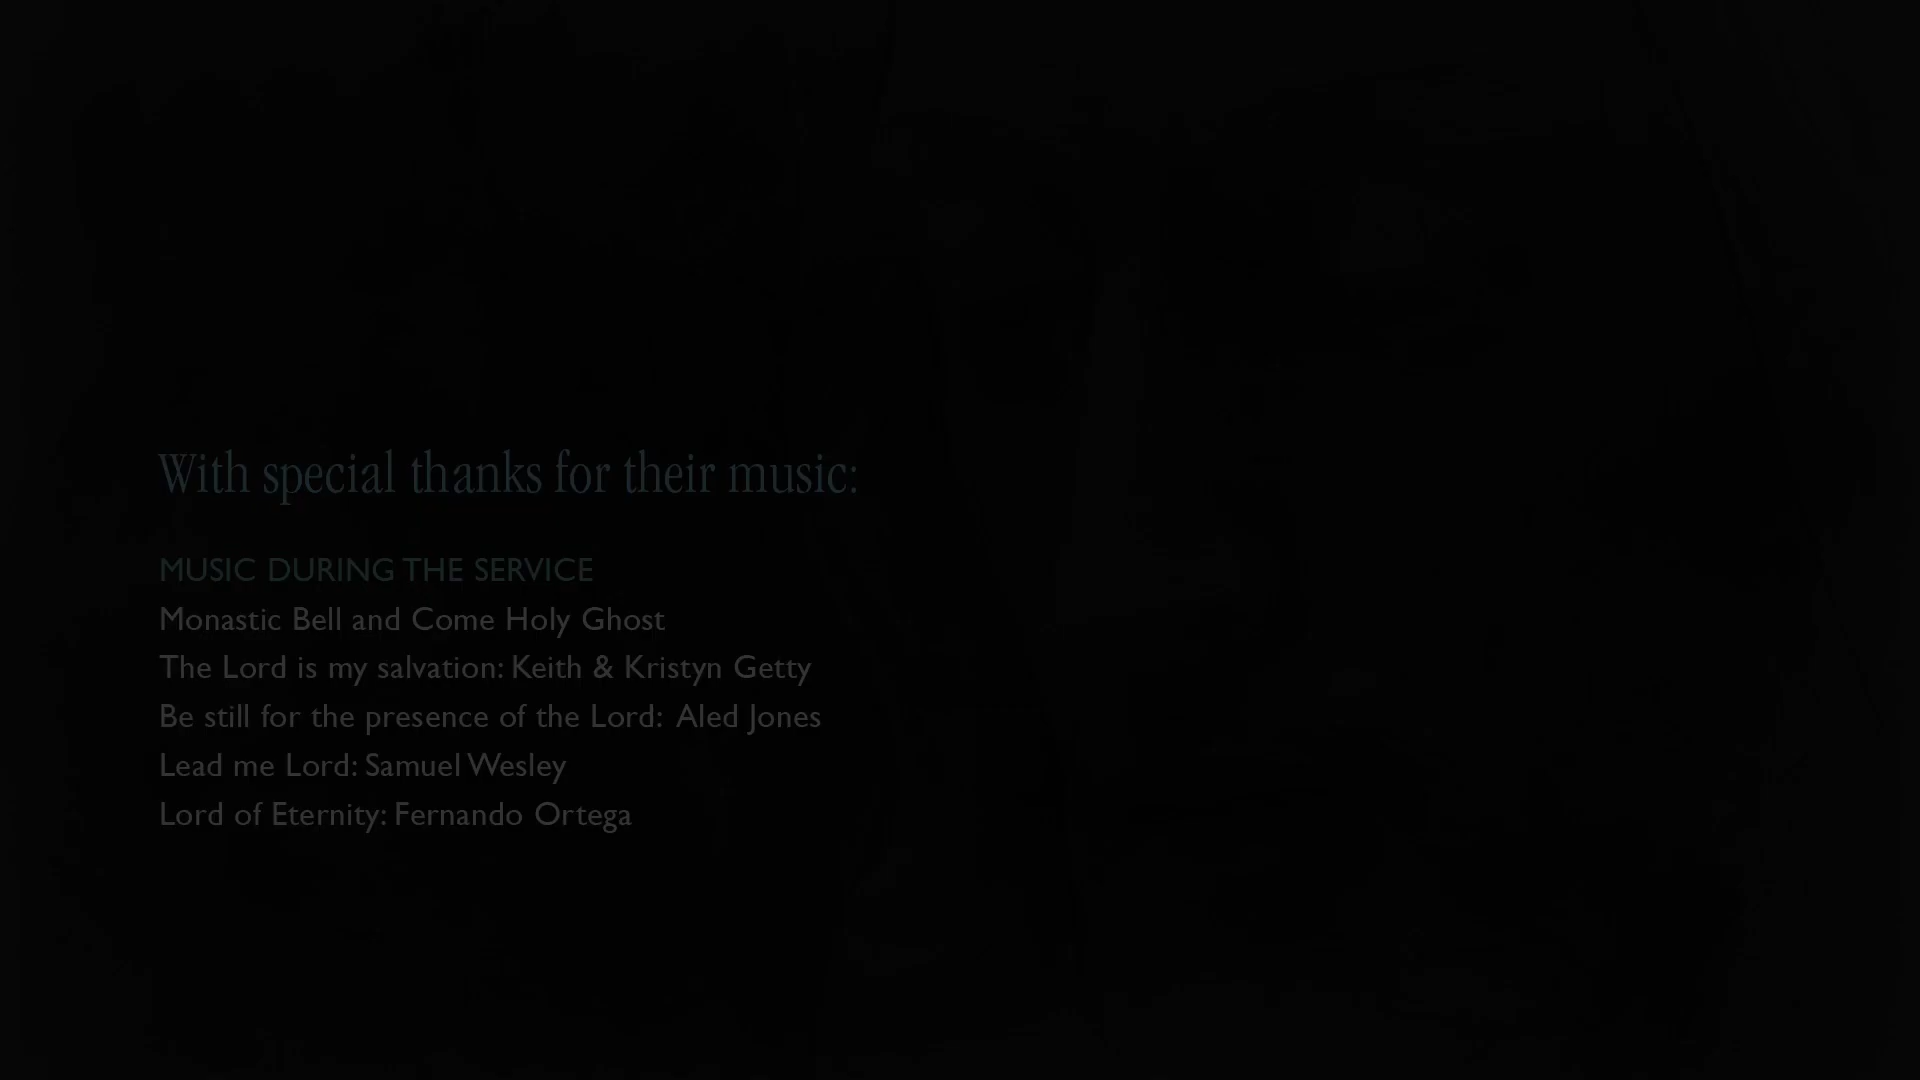 With special thanks for their music:
MUSIC DURING THE SERVICE
Monastic Bell and Come Holy Ghost
The Lord is my salvation: Keith & Kristyn Getty
Be still for the presence of the Lord: Aled Jones
Lead me Lord: Samuel Wesley
Lord of Eternity: Fernando Ortega